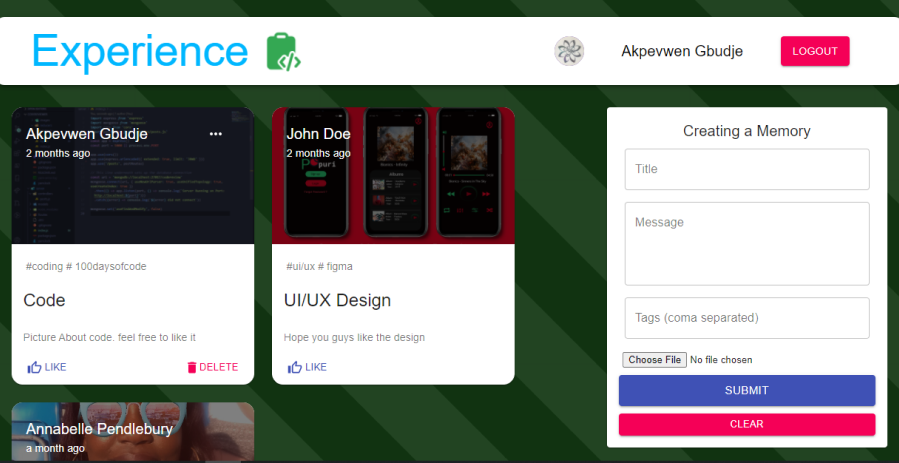 Experience
Akpevwen Gbudje
LOGOUT
Akpevwen Gbudje
2 months ago
#coding # 100daysofcode
Code
Picture About code. feel free to like it
LIKE
DELETE
John Doe
2 months ago
P puri
#ui/ux # figma
UI/UX Design
Hope you guys like the design
LIKE
Annabelle Pendlebury
a month ago
Creating a Memory
Title
Message
Tags (coma separated)
Choose File No file chosen
SUBMIT
CLEAR